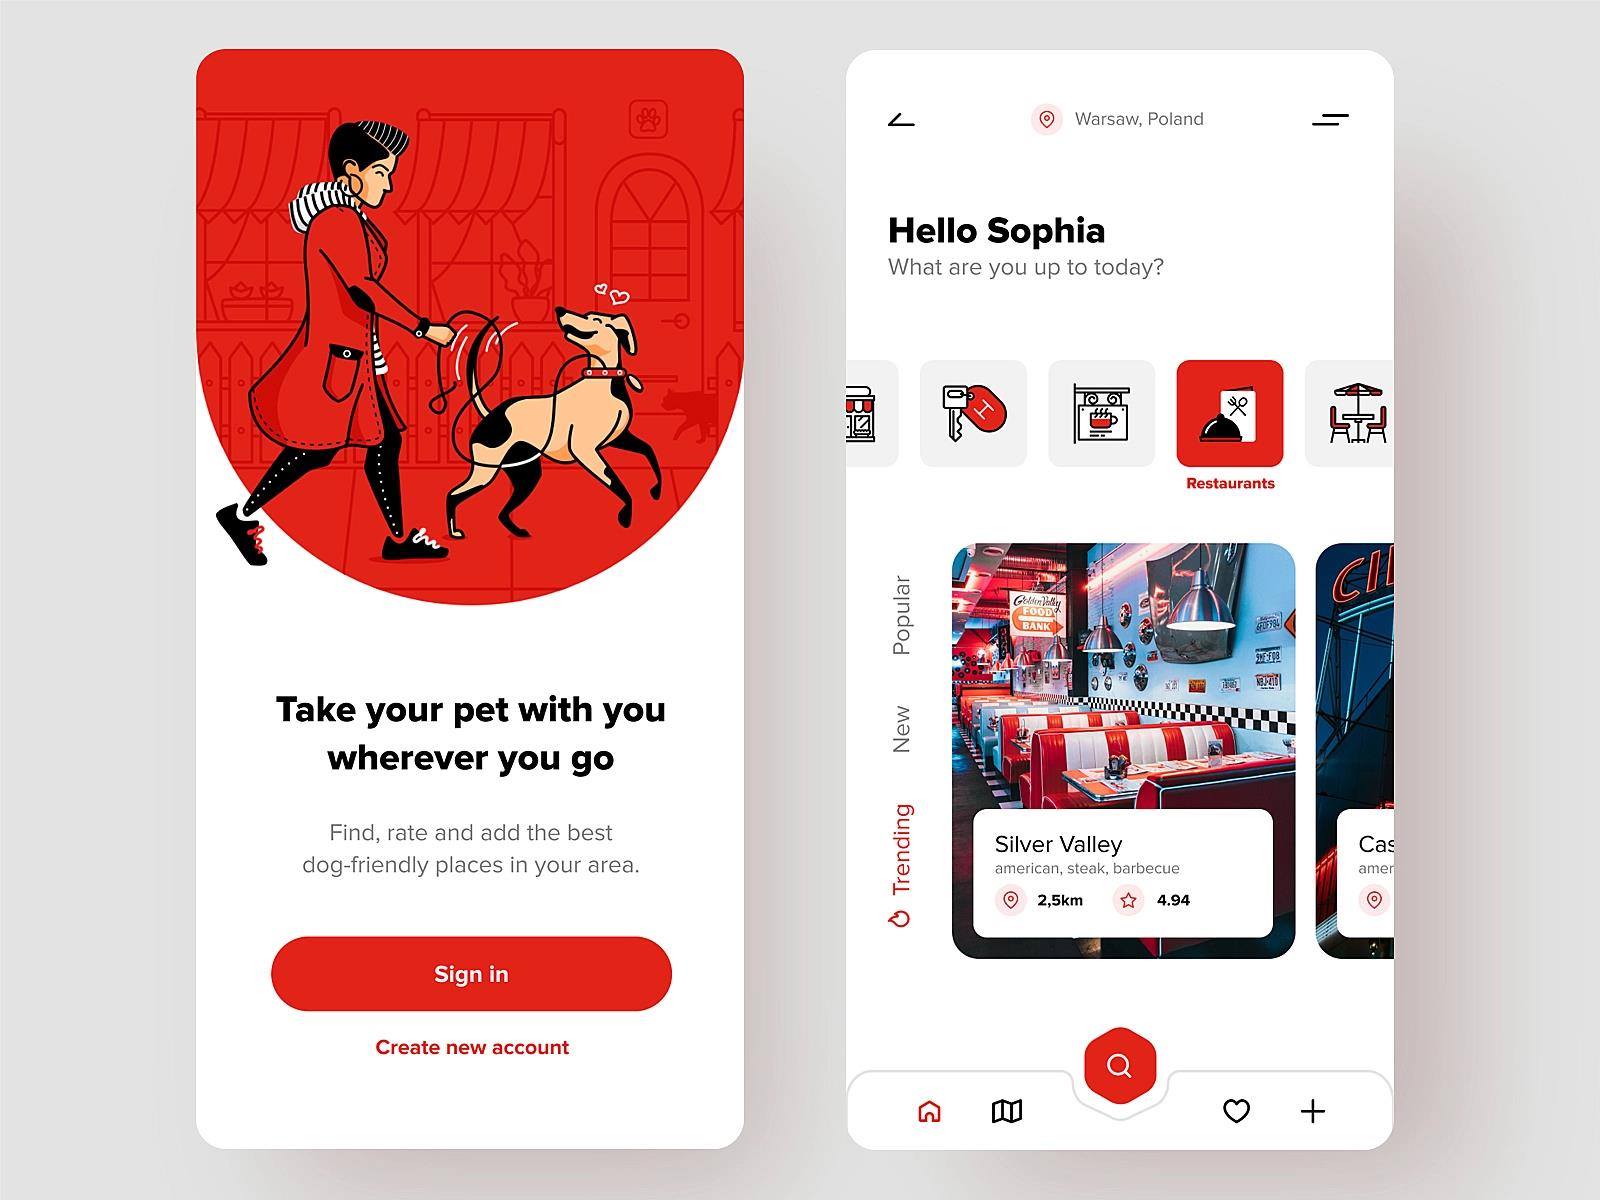 Take your pet with you
wherever you go
Find, rate and add the best
dog-friendly places in your area.
Sign in
Create new account
Warsaw, Poland
Hello Sophia
What are you up to today?
H
Restaurants
Popular
New
Trending
Golden Valley
FOOD
BANK
Silver Valley
american, steak, barbecue
2,5km
4.94
CI
Cas
amer